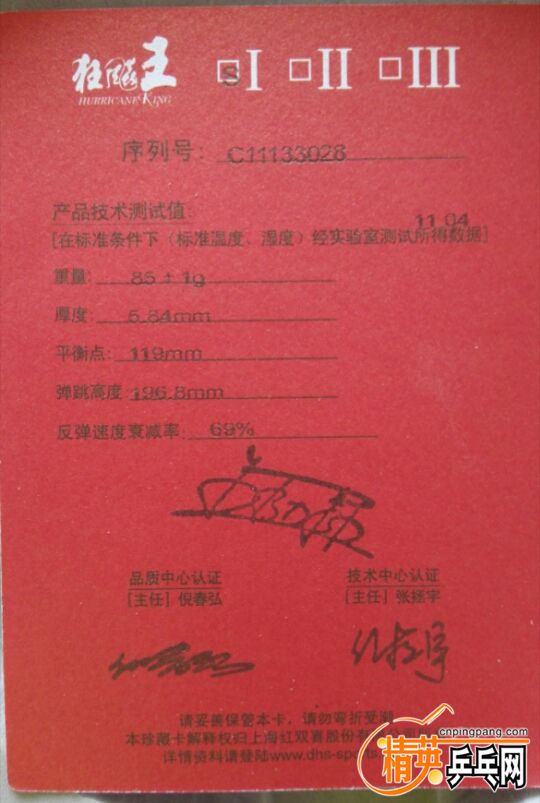 狂飚王 SI II III
HURRICANE KING
序列号: C11133028
产品技术测试值: 11.04
[在标准条件下（标准温度、湿度）经实验室测试所得数据]
重量: 85±1g
厚度: 5.84mm
平衡点: 119mm
弹跳高度: 196.8mm
反弹速度衰减率: 69%
品质中心认证 技术中心认证
[主任] 倪春弘 [主任] 张拯宇
请妥善保管本卡，请勿弯折受潮
本珍藏卡解释权归上海红双喜股份有
详情资料请登陆www.dhs-sports
cnpingpang.com
精英乒乓网